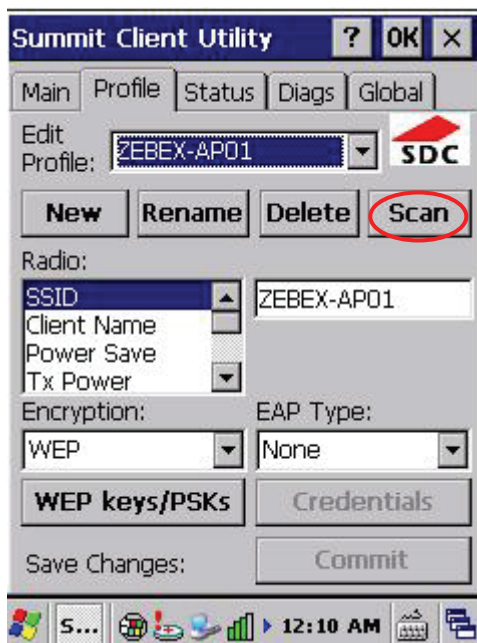 Summit Client Utility ? OK ×
Main Profile Status Diags Global
Edit
Profile: ZEBEX-AP01 SDC
New Rename Delete Scan
Radio:
SSID ZEBEX-AP01
Client Name
Power Save
Tx Power
Encryption: EAP Type:
WEP None
WEP keys/PSKs Credentials
Save Changes: Commit
S... 12:10 AM